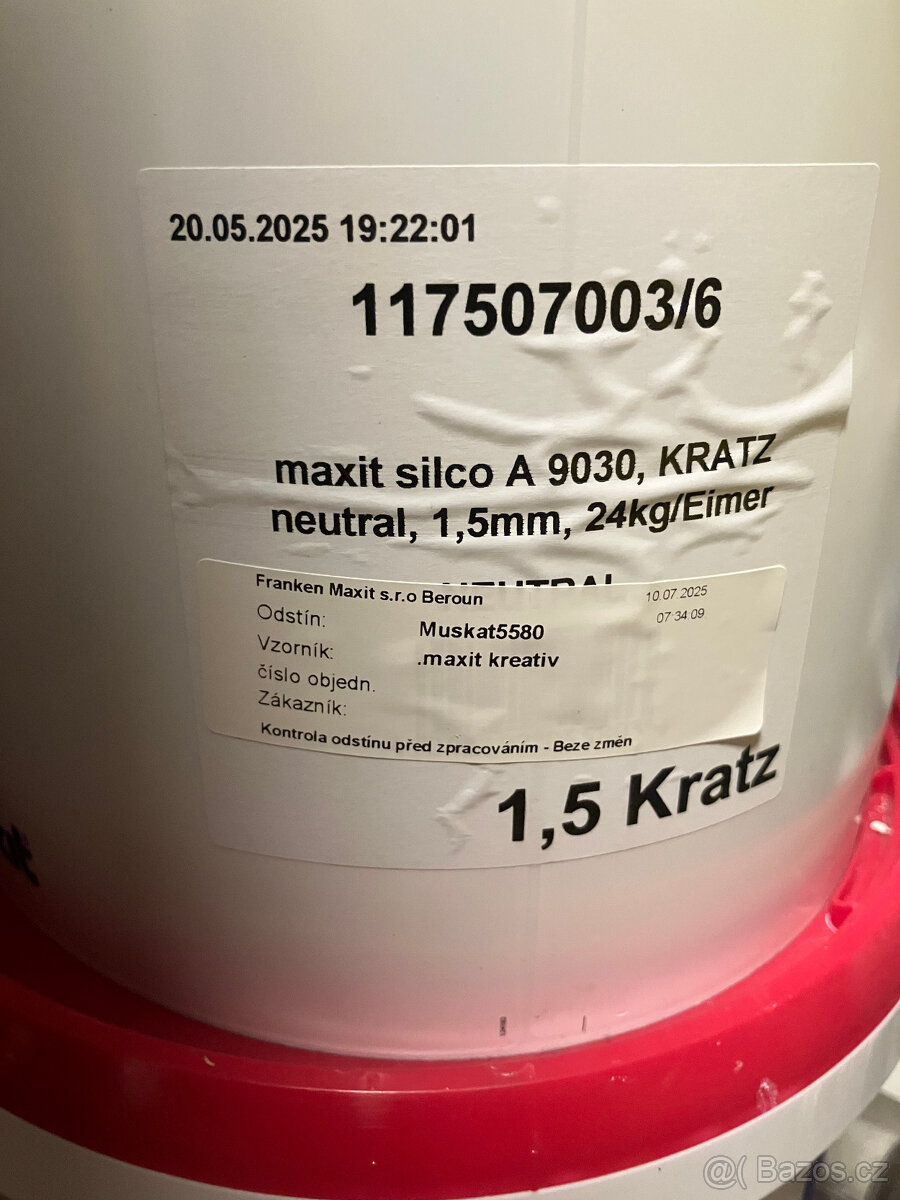 20.05.2025 19:22:01
117507003/6
maxit silco A 9030, KRATZ
neutral, 1,5mm, 24kg/Eimer
NEUTRAL
Franken Maxit s.r.o Beroun
10.07.2025
07:34:09
Odstín:
Muskat5580
Vzorník:
.maxit kreativ
číslo objedn.
Zákazník:
Kontrola odstínu před zpracováním - Beze změn
1,5 Kratz
@( Bazos.cz